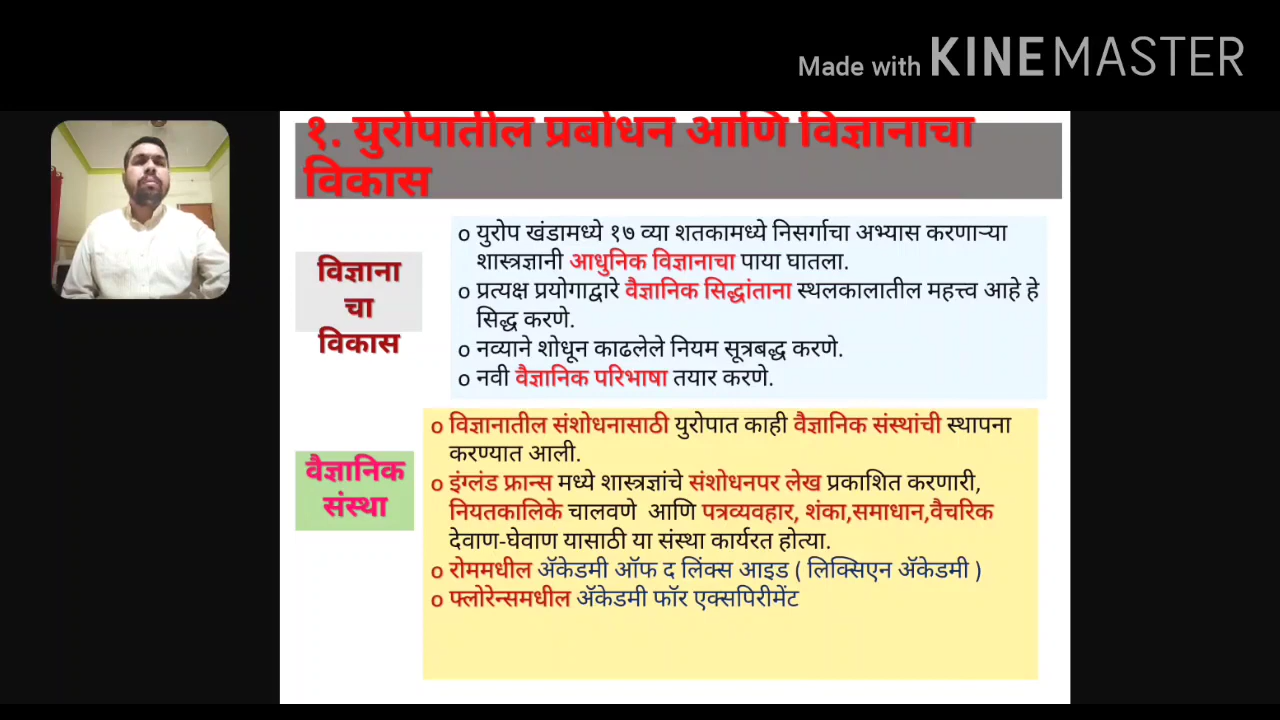 Made with KINEMASTER
१. युरोपातील प्रबोधन आणि विज्ञानाचा
विकास
विज्ञाना
चा
विकास
o युरोप खंडामध्ये १७ व्या शतकामध्ये निसर्गाचा अभ्यास करणाऱ्या
शास्त्रज्ञानी आधुनिक विज्ञानाचा पाया घातला.
o प्रत्यक्ष प्रयोगाद्वारे वैज्ञानिक सिद्धांताना स्थलकालातील महत्त्व आहे हे
सिद्ध करणे.
o नव्याने शोधून काढलेले नियम सूत्रबद्ध करणे.
o नवी वैज्ञानिक परिभाषा तयार करणे.
वैज्ञानिक
संस्था
o विज्ञानातील संशोधनासाठी युरोपात काही वैज्ञानिक संस्थांची स्थापना
करण्यात आली.
o इंग्लंड फ्रान्स मध्ये शास्त्रज्ञांचे संशोधनपर लेख प्रकाशित करणारी,
नियतकालिके चालवणे आणि पत्रव्यवहार, शंका,समाधान,वैचरिक
देवाण-घेवाण यासाठी या संस्था कार्यरत होत्या.
o रोममधील ॲकेडमी ऑफ द लिंक्स आइड ( लिक्सिएन ॲकेडमी )
o फ्लोरेन्समधील ॲकेडमी फॉर एक्सपिरीमेंट